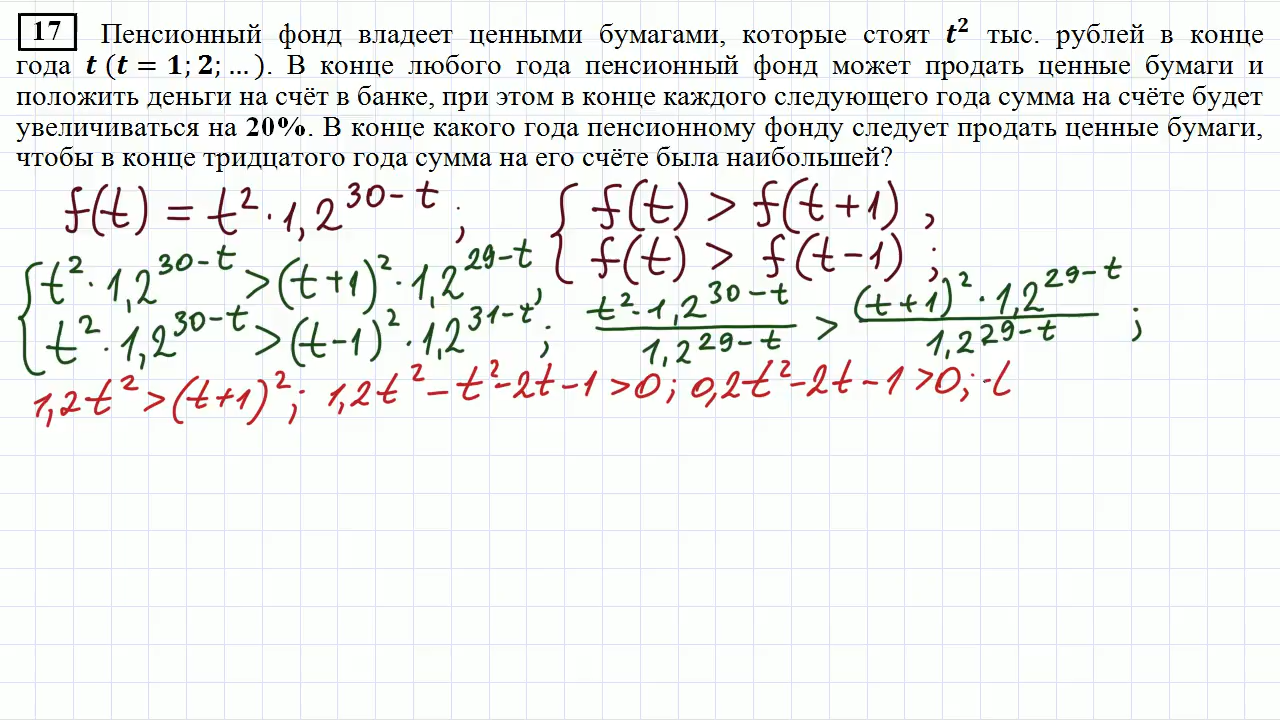 17 Пенсионный фонд владеет ценными бумагами, которые стоят t² тыс. рублей в конце
года t (t = 1; 2; …). В конце любого года пенсионный фонд может продать ценные бумаги и
положить деньги на счёт в банке, при этом в конце каждого следующего года сумма на счёте будет
увеличиваться на 20%. В конце какого года пенсионному фонду следует продать ценные бумаги,
чтобы в конце тридцатого года сумма на его счёте была наибольшей?
f(t) = t² · 1,2^(30-t);
{ f(t) > f(t+1),
f(t) > f(t-1);
{ t² · 1,2^(30-t) > (t+1)² · 1,2^(29-t),
t² · 1,2^(30-t) > (t-1)² · 1,2^(31-t);
t² · 1,2^(30-t) / 1,2^(29-t) > (t+1)² · 1,2^(29-t) / 1,2^(29-t);
1,2t² > (t+1)²; 1,2t² - t² - 2t - 1 > 0; 0,2t² - 2t - 1 > 0;